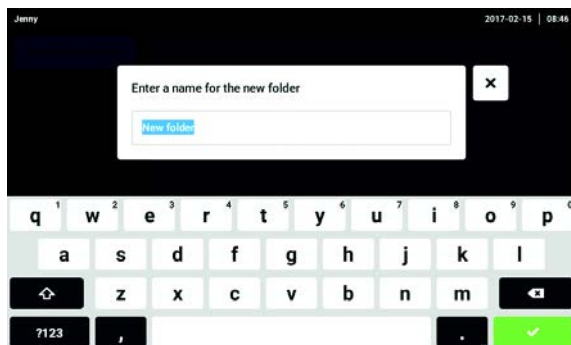 Jenny 2017-02-15 | 08:46
Enter a name for the new folder
New folder
1 2 3 4 5 6 7 8 9 0
q w e r t y u i o p
a s d f g h j k l
z x c v b n m
?123 , .